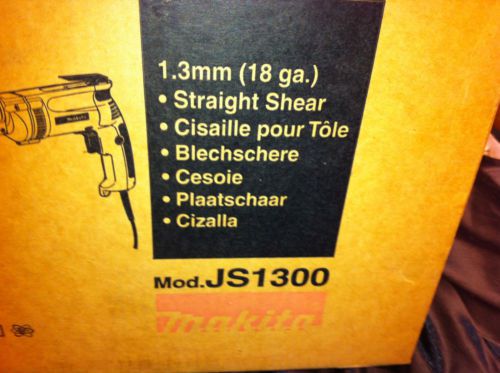 1.3mm (18 ga.)
• Straight Shear
• Cisaille pour Tôle
• Blechschere
• Cesoie
• Plaatschaar
• Cizalla
Mod. JS1300
makita